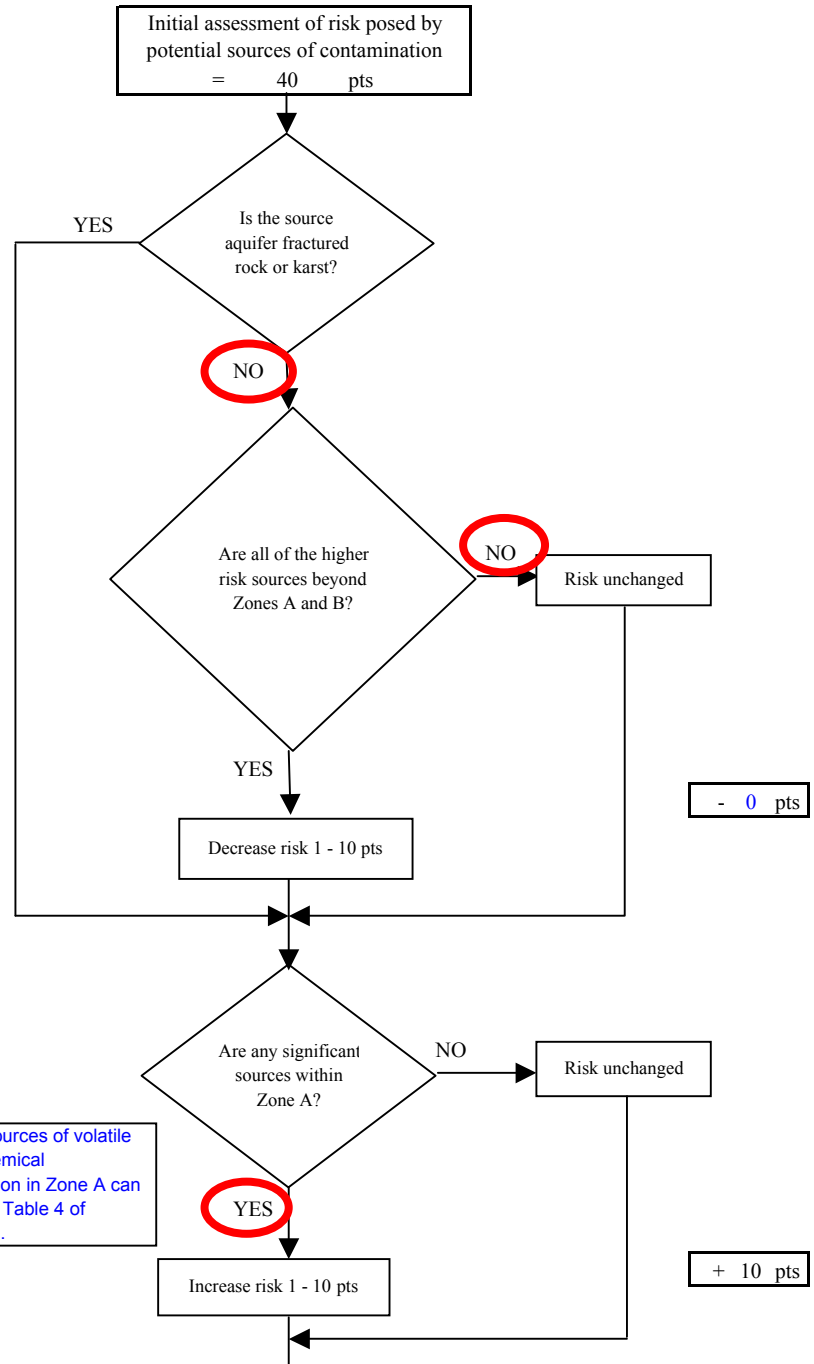 Initial assessment of risk posed by
potential sources of contamination
= 40 pts
YES
Is the source
aquifer fractured
rock or karst?
NO
Are all of the higher
risk sources beyond
Zones A and B?
NO
Risk unchanged
YES
- 0 pts
Decrease risk 1 - 10 pts
Are any significant
sources within
Zone A?
NO
Risk unchanged
of volatile
in Zone A can
Table 4 of
.
YES
Increase risk 1 - 10 pts
+ 10 pts